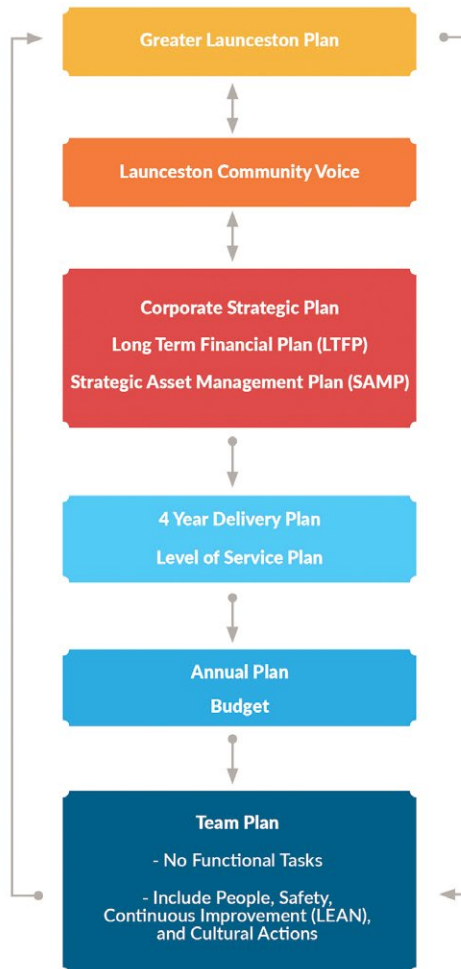 Greater Launceston Plan
Launceston Community Voice
Corporate Strategic Plan
Long Term Financial Plan (LTFP)
Strategic Asset Management Plan (SAMP)
4 Year Delivery Plan
Level of Service Plan
Annual Plan
Budget
Team Plan
- No Functional Tasks
- Include People, Safety,
Continuous Improvement (LEAN),
and Cultural Actions